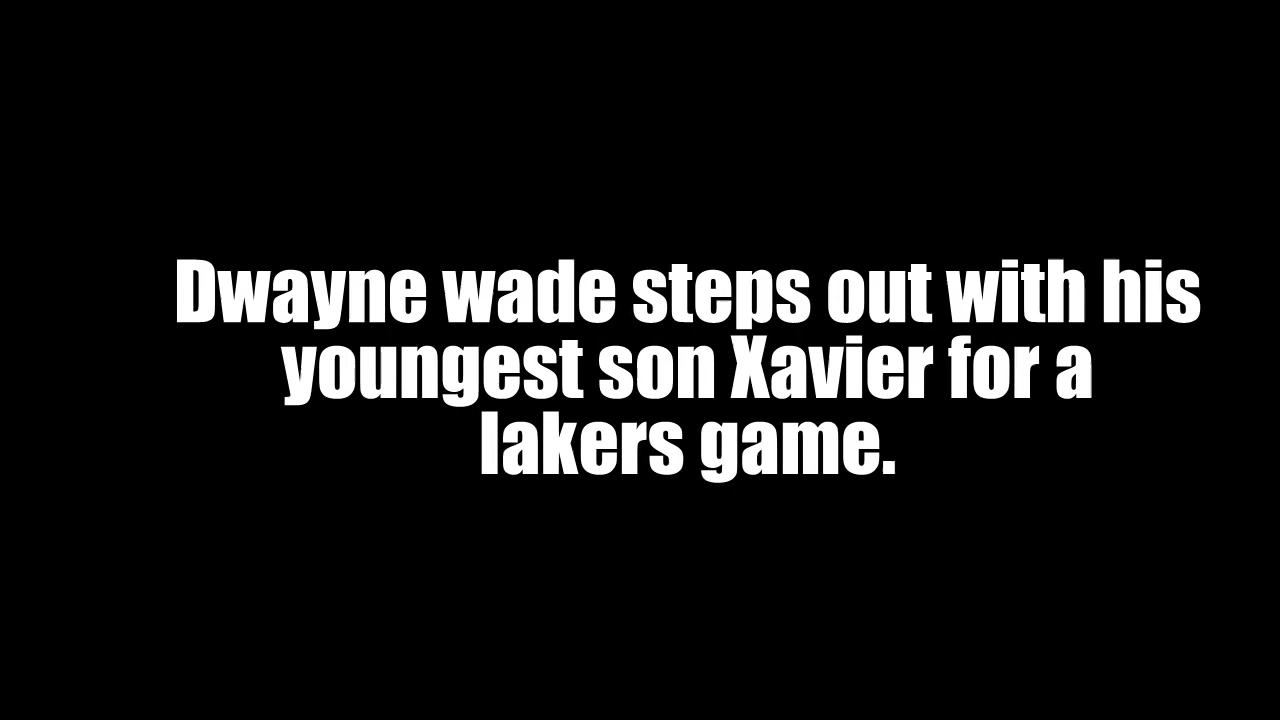 Dwayne wade steps out with his
youngest son Xavier for a
lakers game.